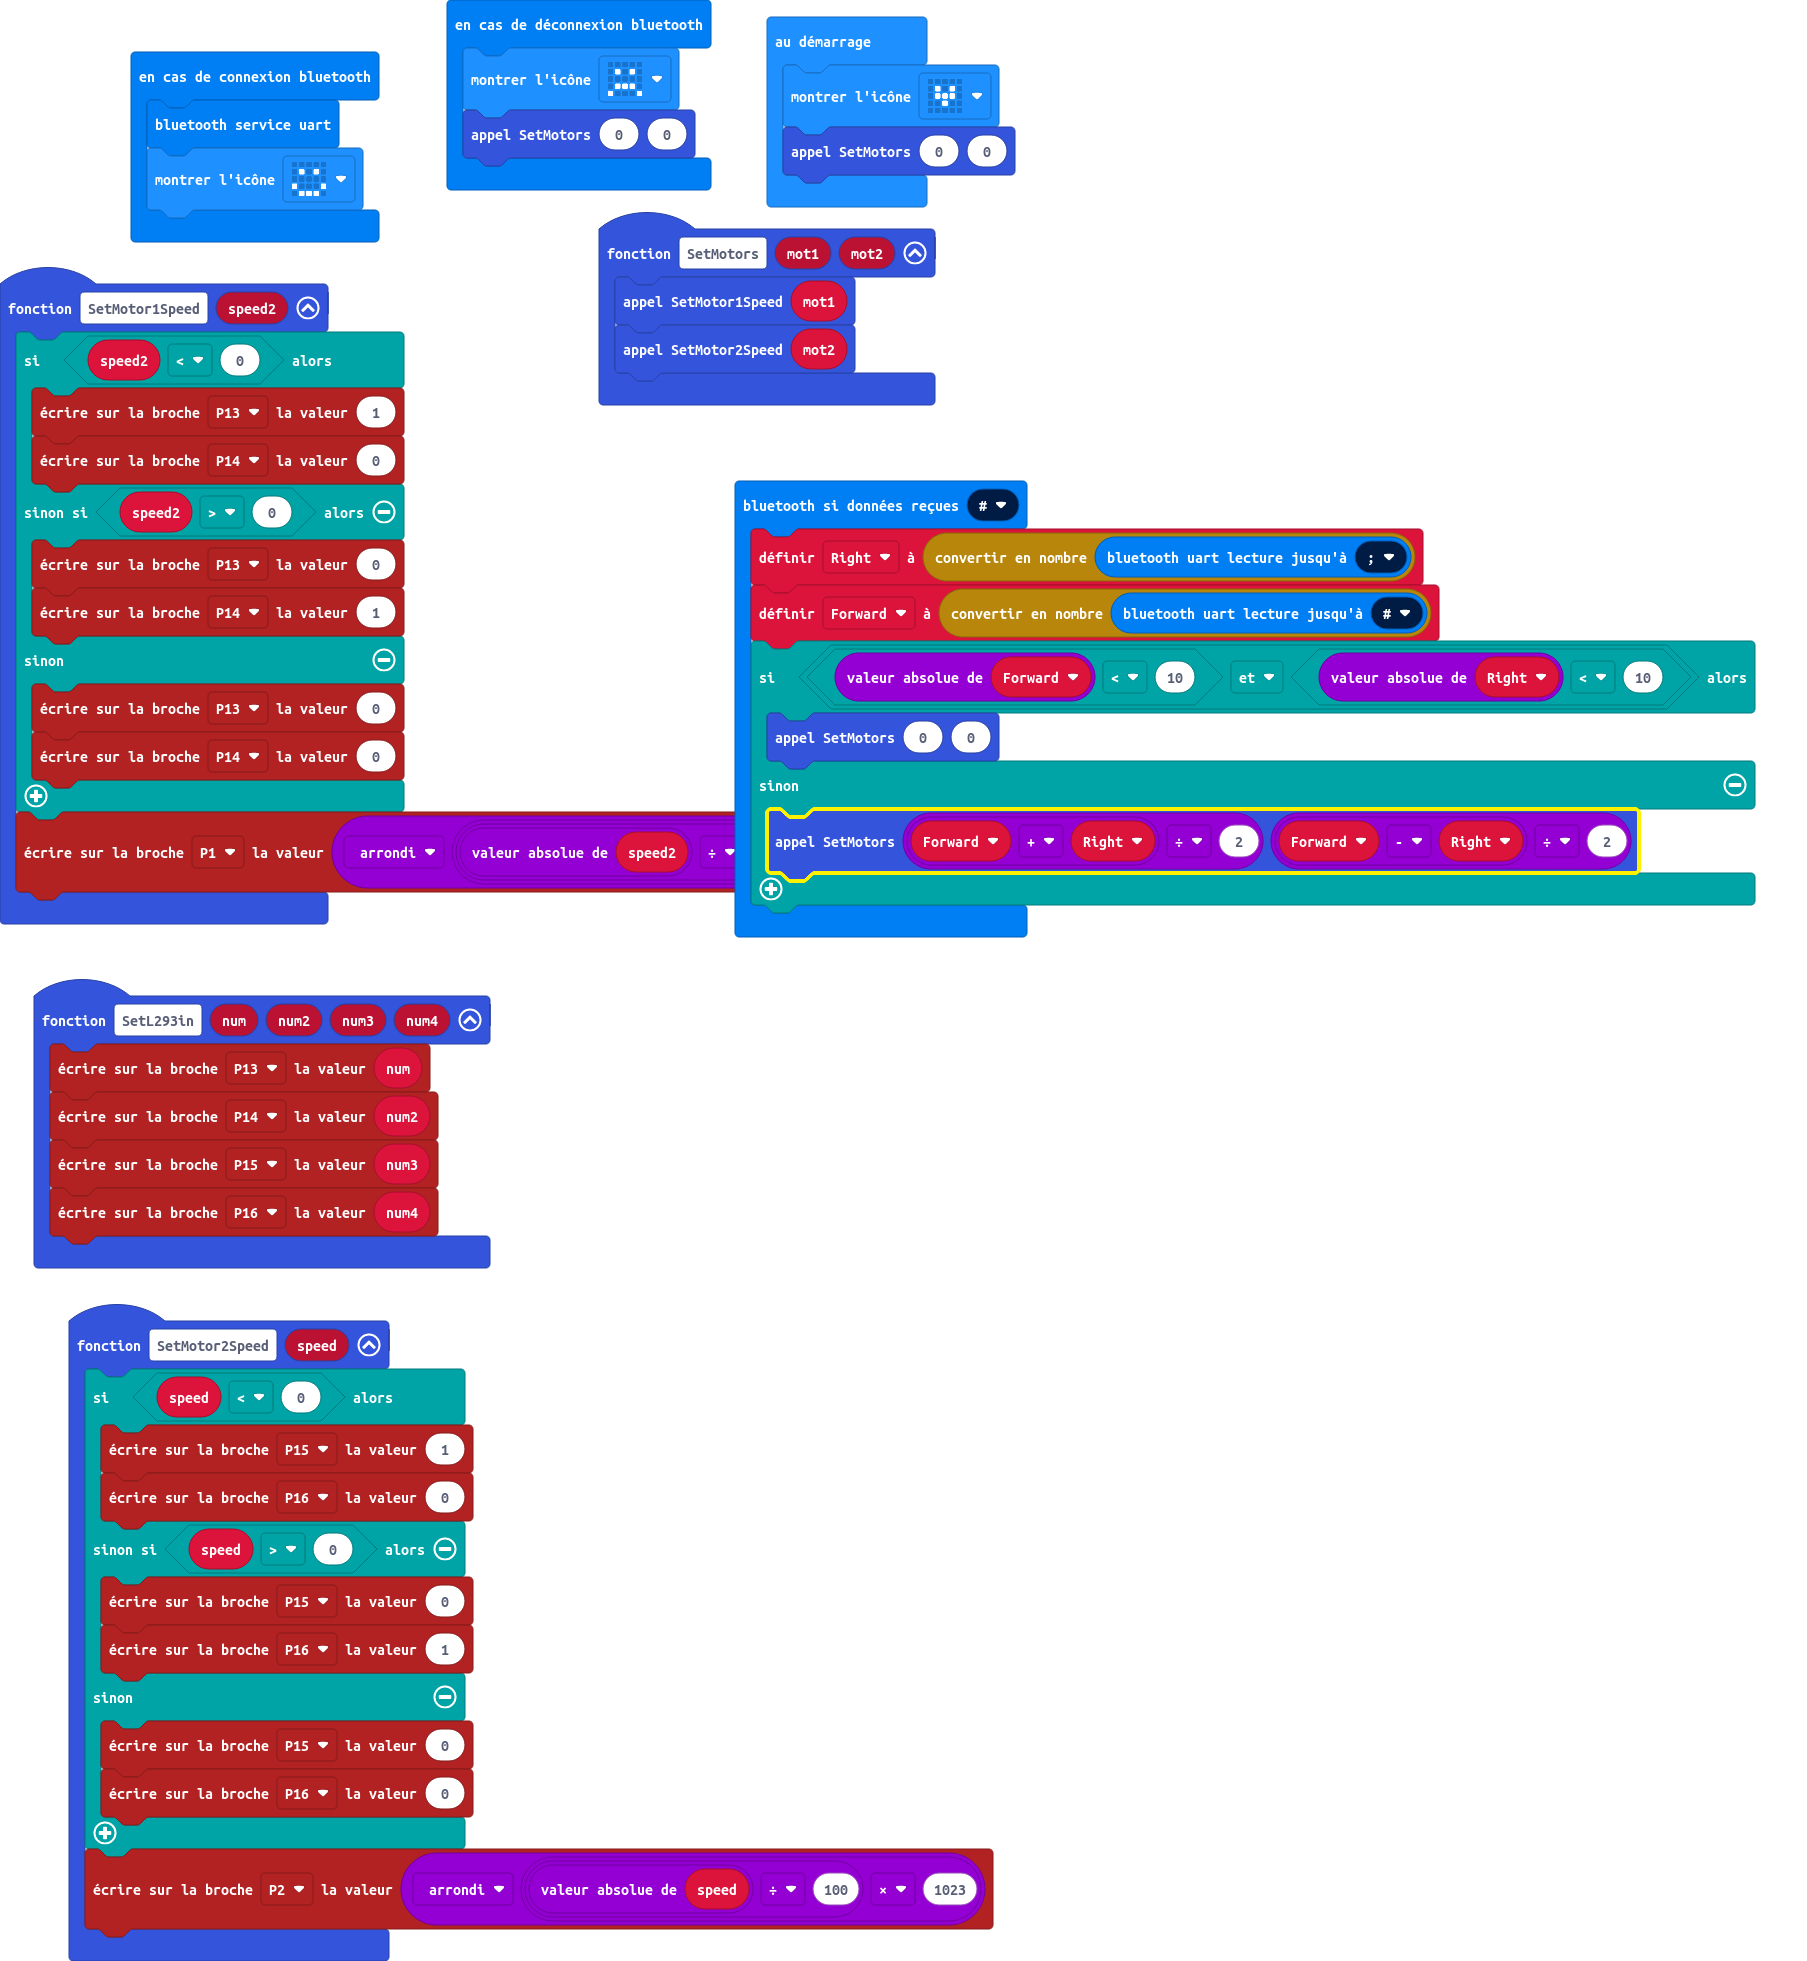 en cas de connexion bluetooth
bluetooth service uart
montrer l'icône
en cas de déconnexion bluetooth
montrer l'icône
appel SetMotors 0 0
au démarrage
montrer l'icône
appel SetMotors 0 0
fonction SetMotors mot1 mot2
appel SetMotor1Speed mot1
appel SetMotor2Speed mot2
fonction SetMotor1Speed speed2
si speed2 < 0 alors
écrire sur la broche P13 la valeur 1
écrire sur la broche P14 la valeur 0
sinon si speed2 > 0 alors
écrire sur la broche P13 la valeur 0
écrire sur la broche P14 la valeur 1
sinon
écrire sur la broche P13 la valeur 0
écrire sur la broche P14 la valeur 0
écrire sur la broche P1 la valeur arrondi valeur absolue de speed2 ÷
bluetooth si données reçues #
définir Right à convertir en nombre bluetooth uart lecture jusqu'à ;
définir Forward à convertir en nombre bluetooth uart lecture jusqu'à #
si valeur absolue de Forward < 10 et valeur absolue de Right < 10 alors
appel SetMotors 0 0
sinon
appel SetMotors Forward + Right ÷ 2 Forward - Right ÷ 2
fonction SetL293in num num2 num3 num4
écrire sur la broche P13 la valeur num
écrire sur la broche P14 la valeur num2
écrire sur la broche P15 la valeur num3
écrire sur la broche P16 la valeur num4
fonction SetMotor2Speed speed
si speed < 0 alors
écrire sur la broche P15 la valeur 1
écrire sur la broche P16 la valeur 0
sinon si speed > 0 alors
écrire sur la broche P15 la valeur 0
écrire sur la broche P16 la valeur 1
sinon
écrire sur la broche P15 la valeur 0
écrire sur la broche P16 la valeur 0
écrire sur la broche P2 la valeur arrondi valeur absolue de speed ÷ 100 × 1023